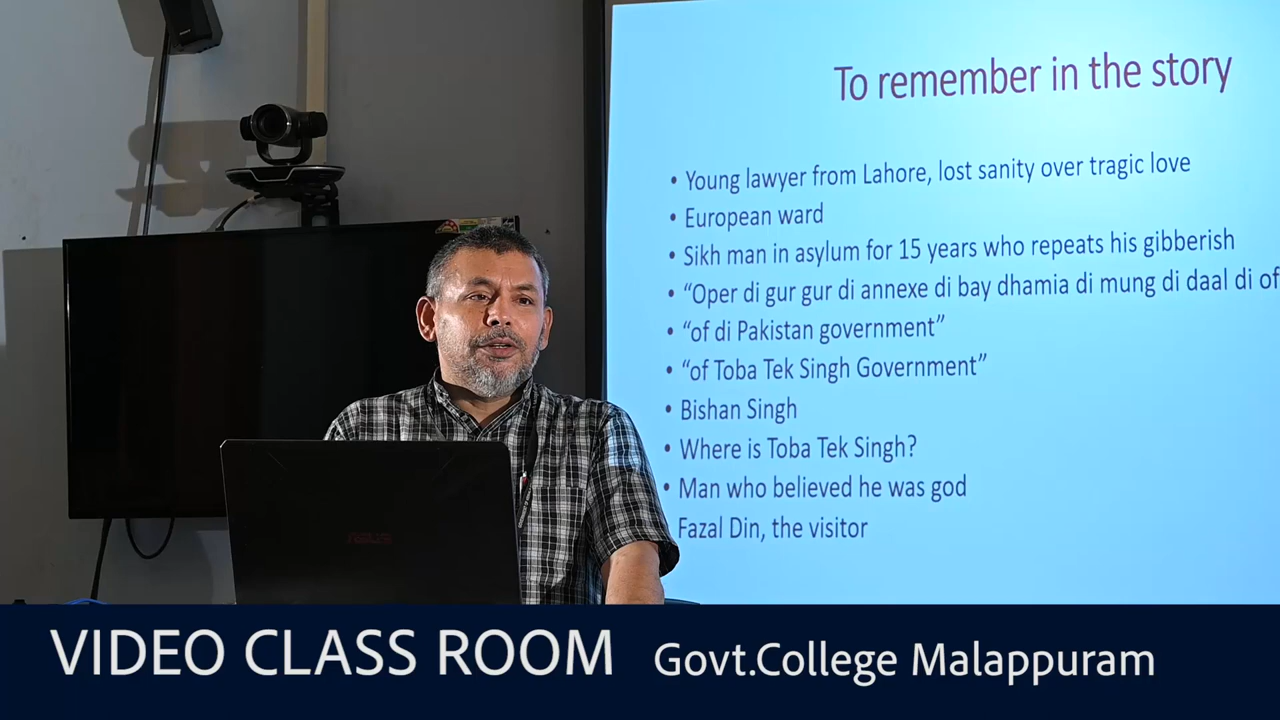 To remember in the story
• Young lawyer from Lahore, lost sanity over tragic love
• European ward
• Sikh man in asylum for 15 years who repeats his gibberish
• “Oper di gur gur di annexe di bay dhamia di mung di daal di of
• “of di Pakistan government”
• “of Toba Tek Singh Government”
• Bishan Singh
• Where is Toba Tek Singh?
• Man who believed he was god
Fazal Din, the visitor
ASUS
VIDEO CLASS ROOM Govt.College Malappuram